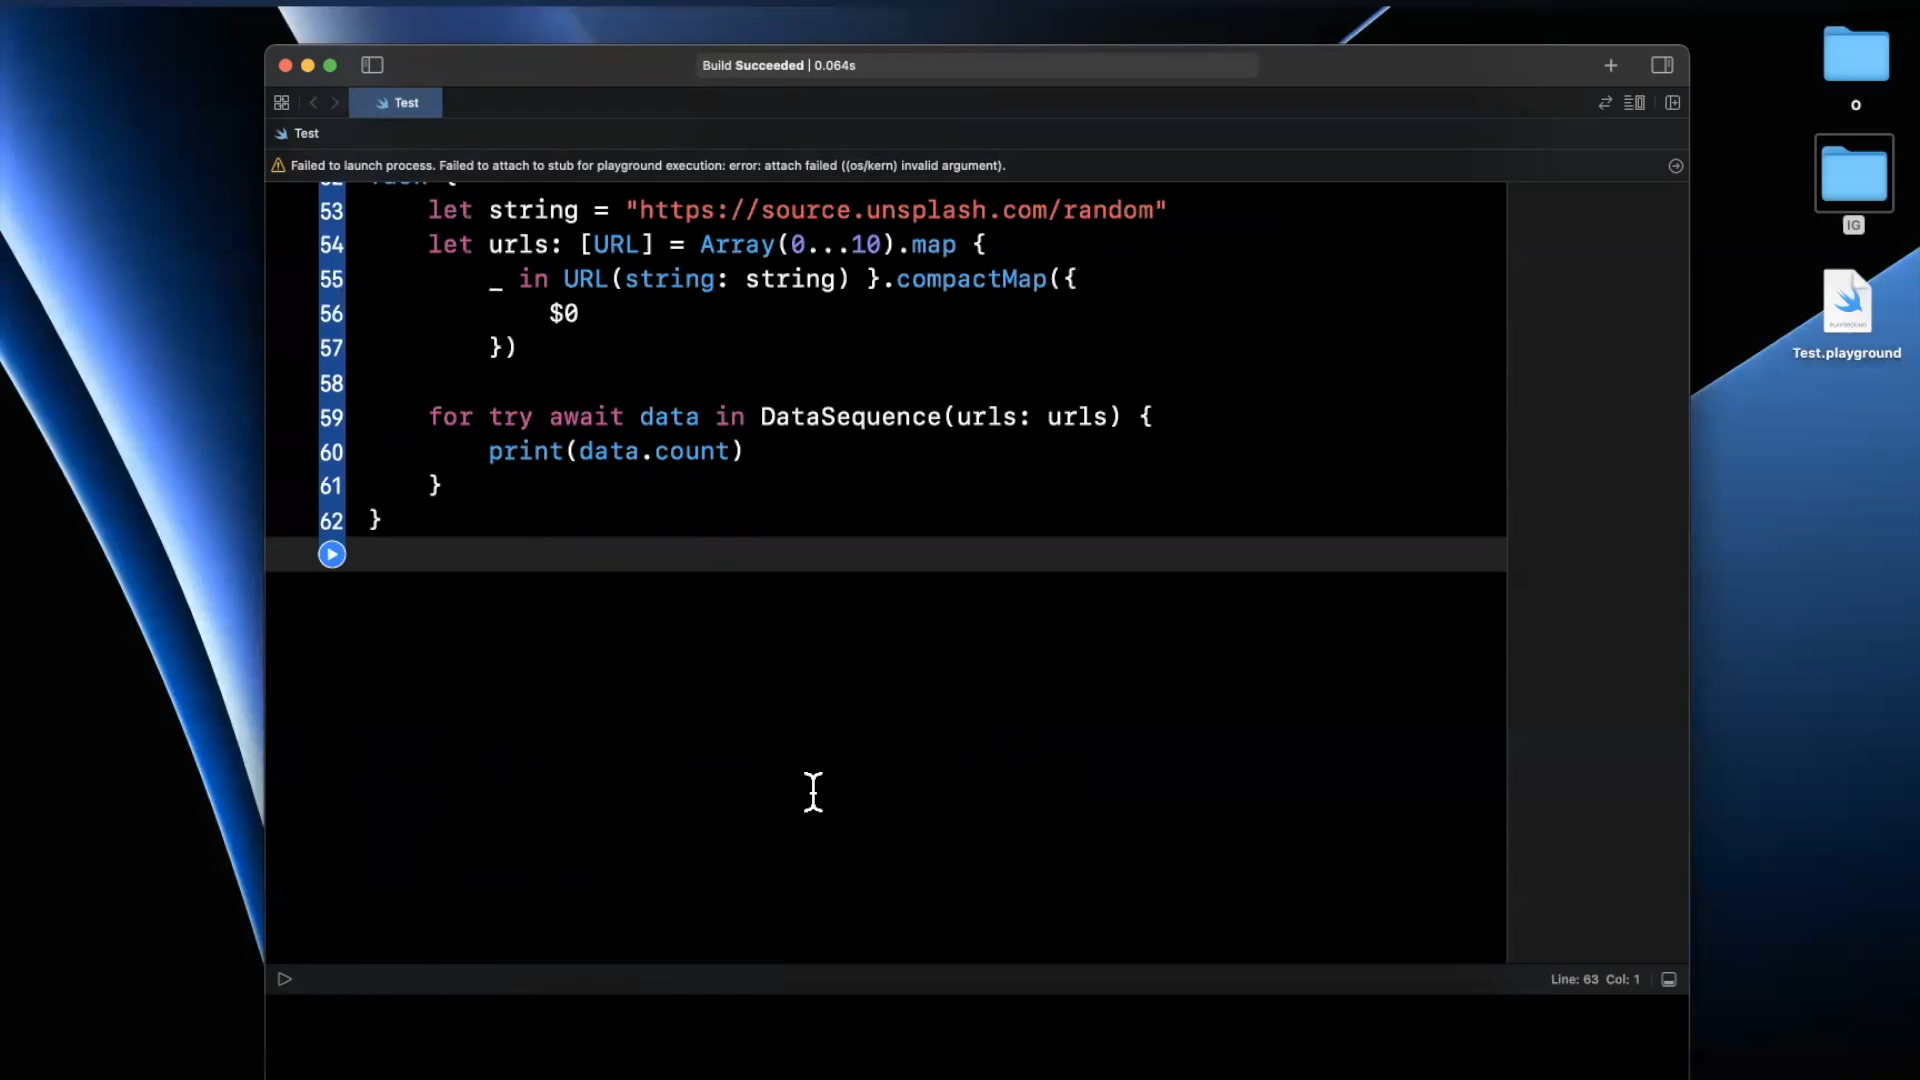 Build Succeeded | 0.064s
Test
Test
Failed to launch process. Failed to attach to stub for playground execution: error: attach failed ((os/kern) invalid argument).
53 let string = "https://source.unsplash.com/random"
54 let urls: [URL] = Array(0...10).map {
55 _ in URL(string: string) }.compactMap({
56 $0
57 })
58
59 for try await data in DataSequence(urls: urls) {
60 print(data.count)
61 }
62 }
Line: 63 Col: 1
o
IG
PLAYGROUND
Test.playground